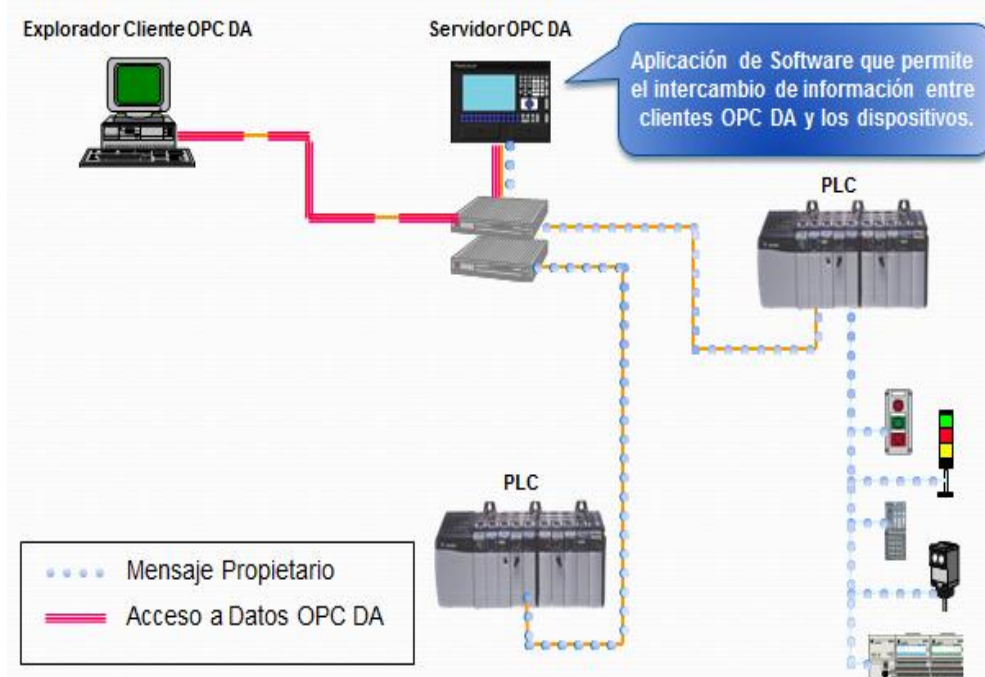 Explorador Cliente OPC DA
Servidor OPC DA
Aplicación de Software que permite
el intercambio de información entre
clientes OPC DA y los dispositivos.
PLC
PLC
Mensaje Propietario
Acceso a Datos OPC DA